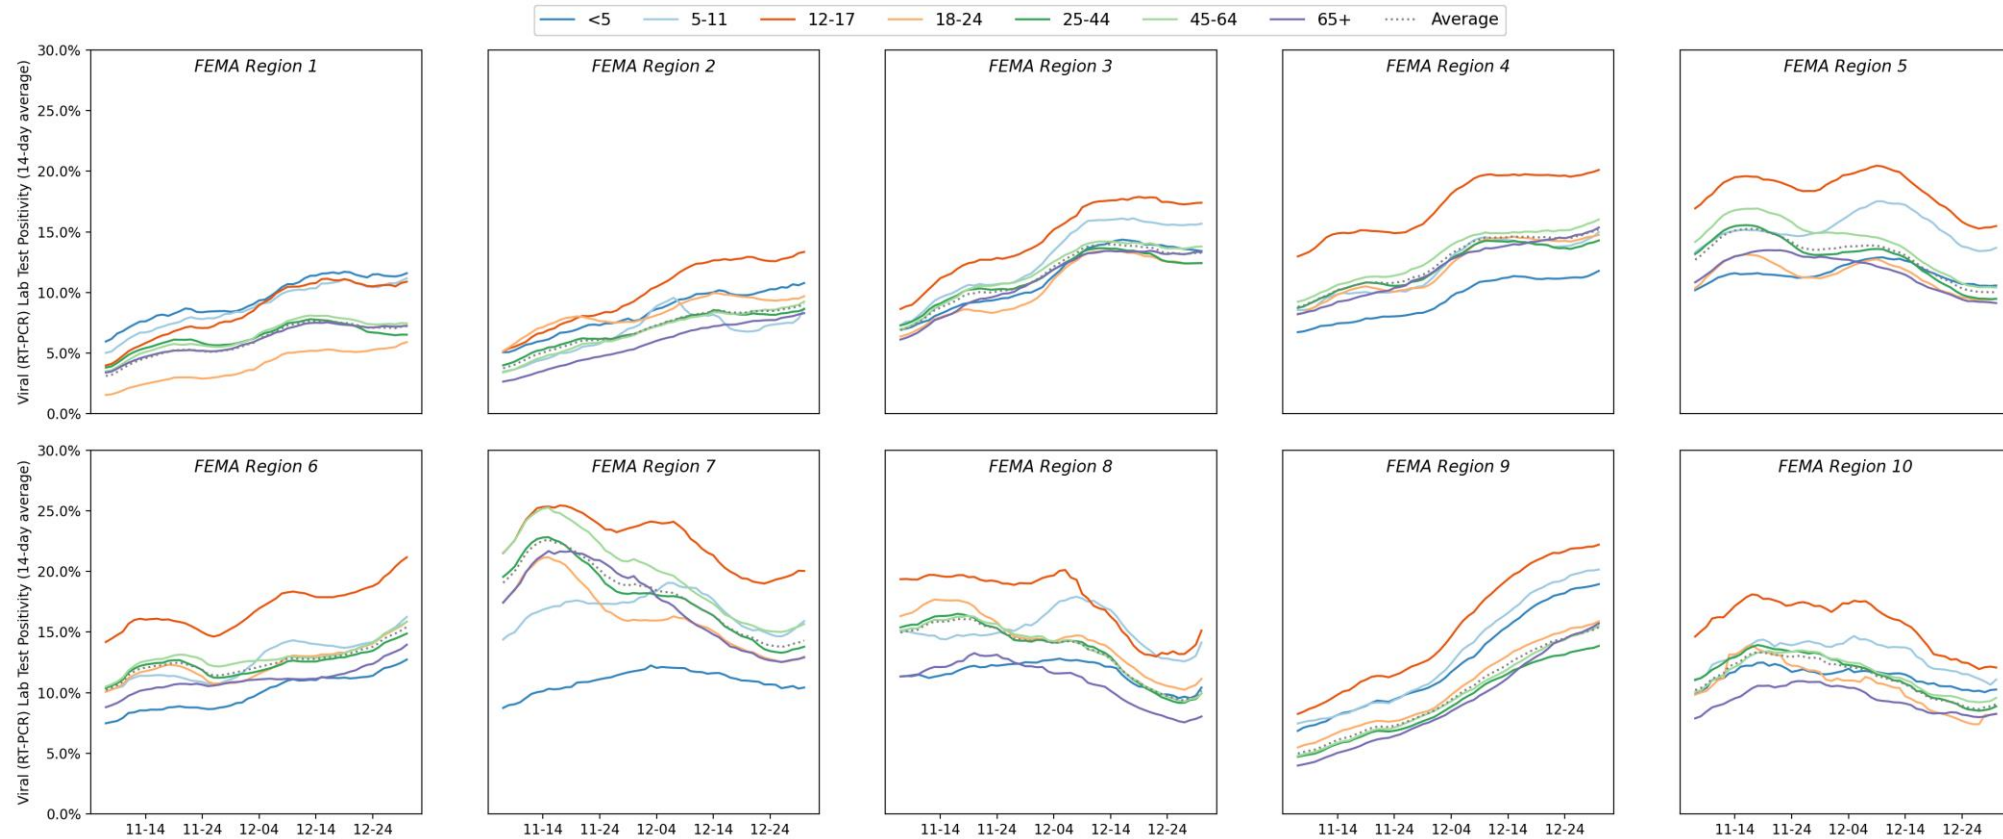 <5 5-11 12-17 18-24 25-44 45-64 65+ Average
Viral (RT-PCR) Lab Test Positivity (14-day average)
30.0%
25.0%
20.0%
15.0%
10.0%
5.0%
0.0%
FEMA Region 1
FEMA Region 2
FEMA Region 3
FEMA Region 4
FEMA Region 5
Viral (RT-PCR) Lab Test Positivity (14-day average)
30.0%
25.0%
20.0%
15.0%
10.0%
5.0%
0.0%
FEMA Region 6
11-14 11-24 12-04 12-14 12-24
FEMA Region 7
11-14 11-24 12-04 12-14 12-24
FEMA Region 8
11-14 11-24 12-04 12-14 12-24
FEMA Region 9
11-14 11-24 12-04 12-14 12-24
FEMA Region 10
11-14 11-24 12-04 12-14 12-24